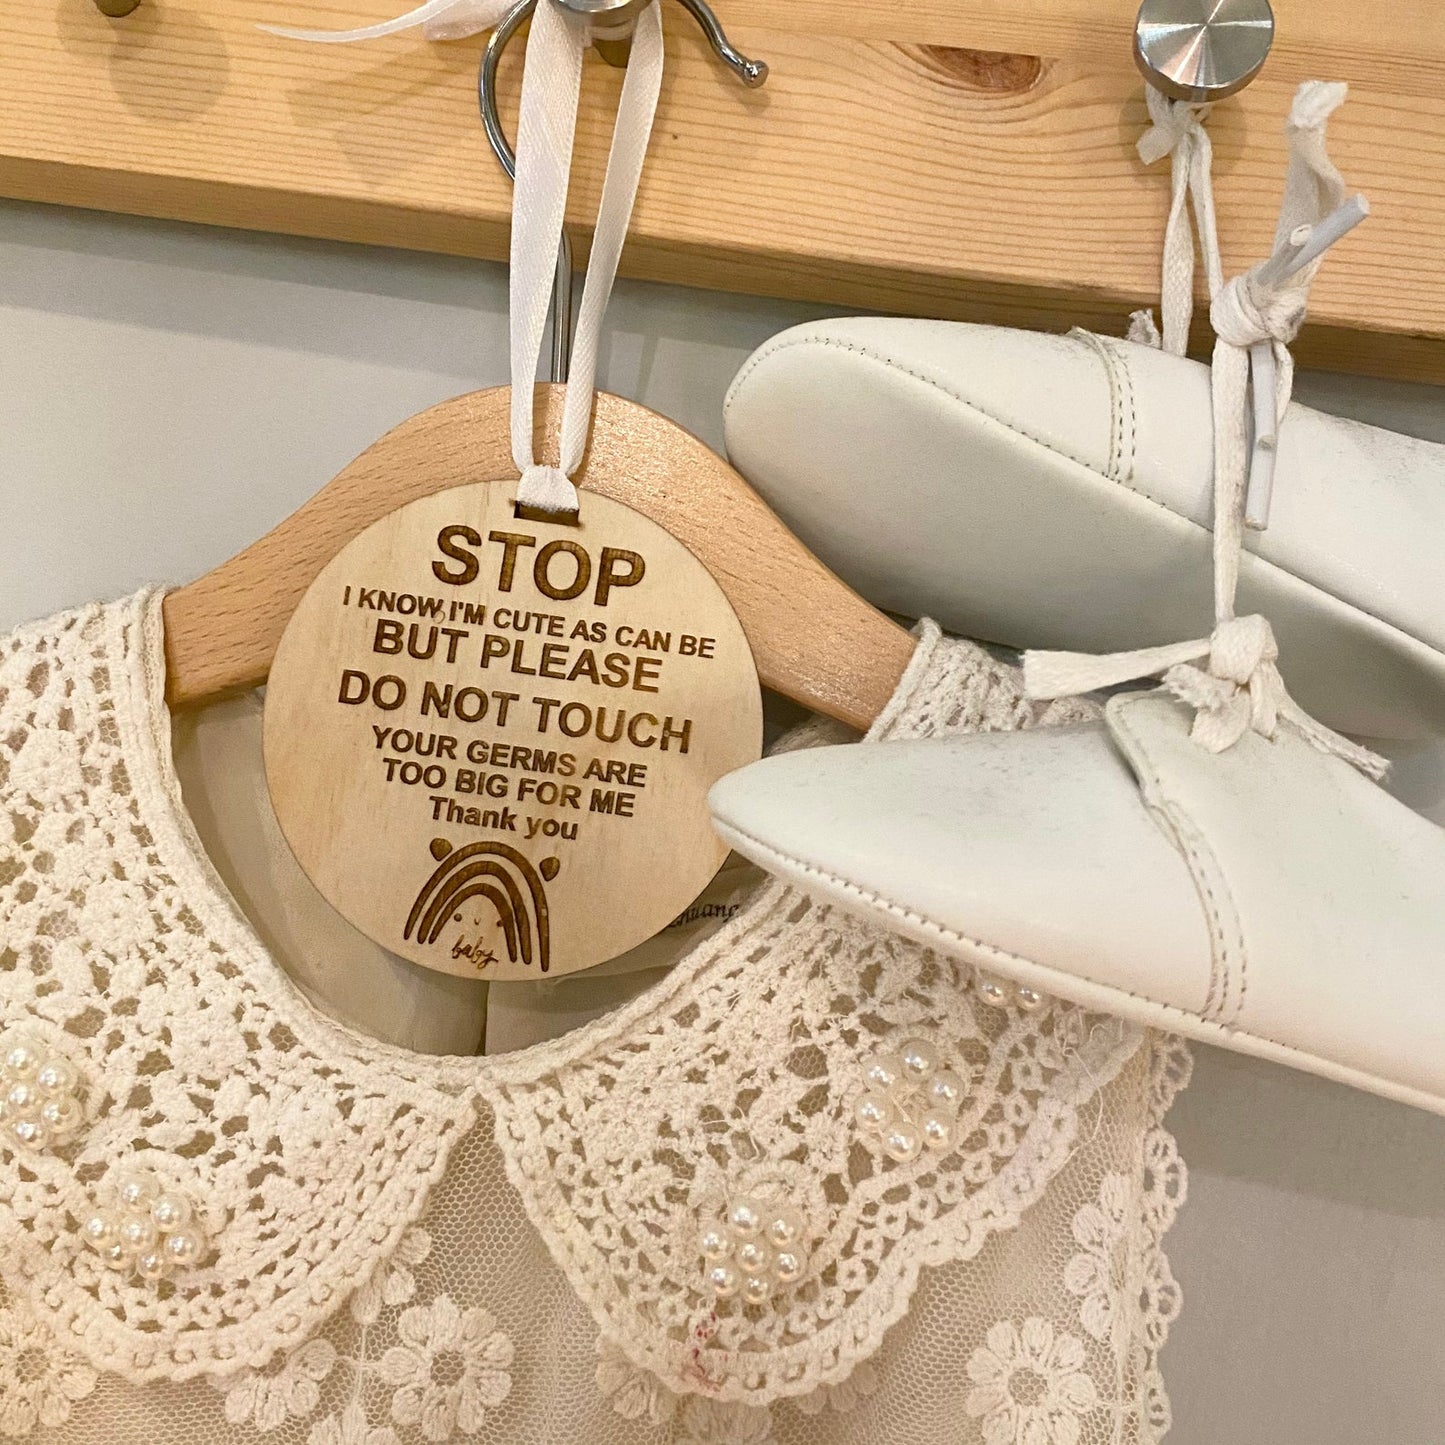 STOP
I KNOW, I'M CUTE AS CAN BE
BUT PLEASE
DO NOT TOUCH
YOUR GERMS ARE
TOO BIG FOR ME
Thank you
baby